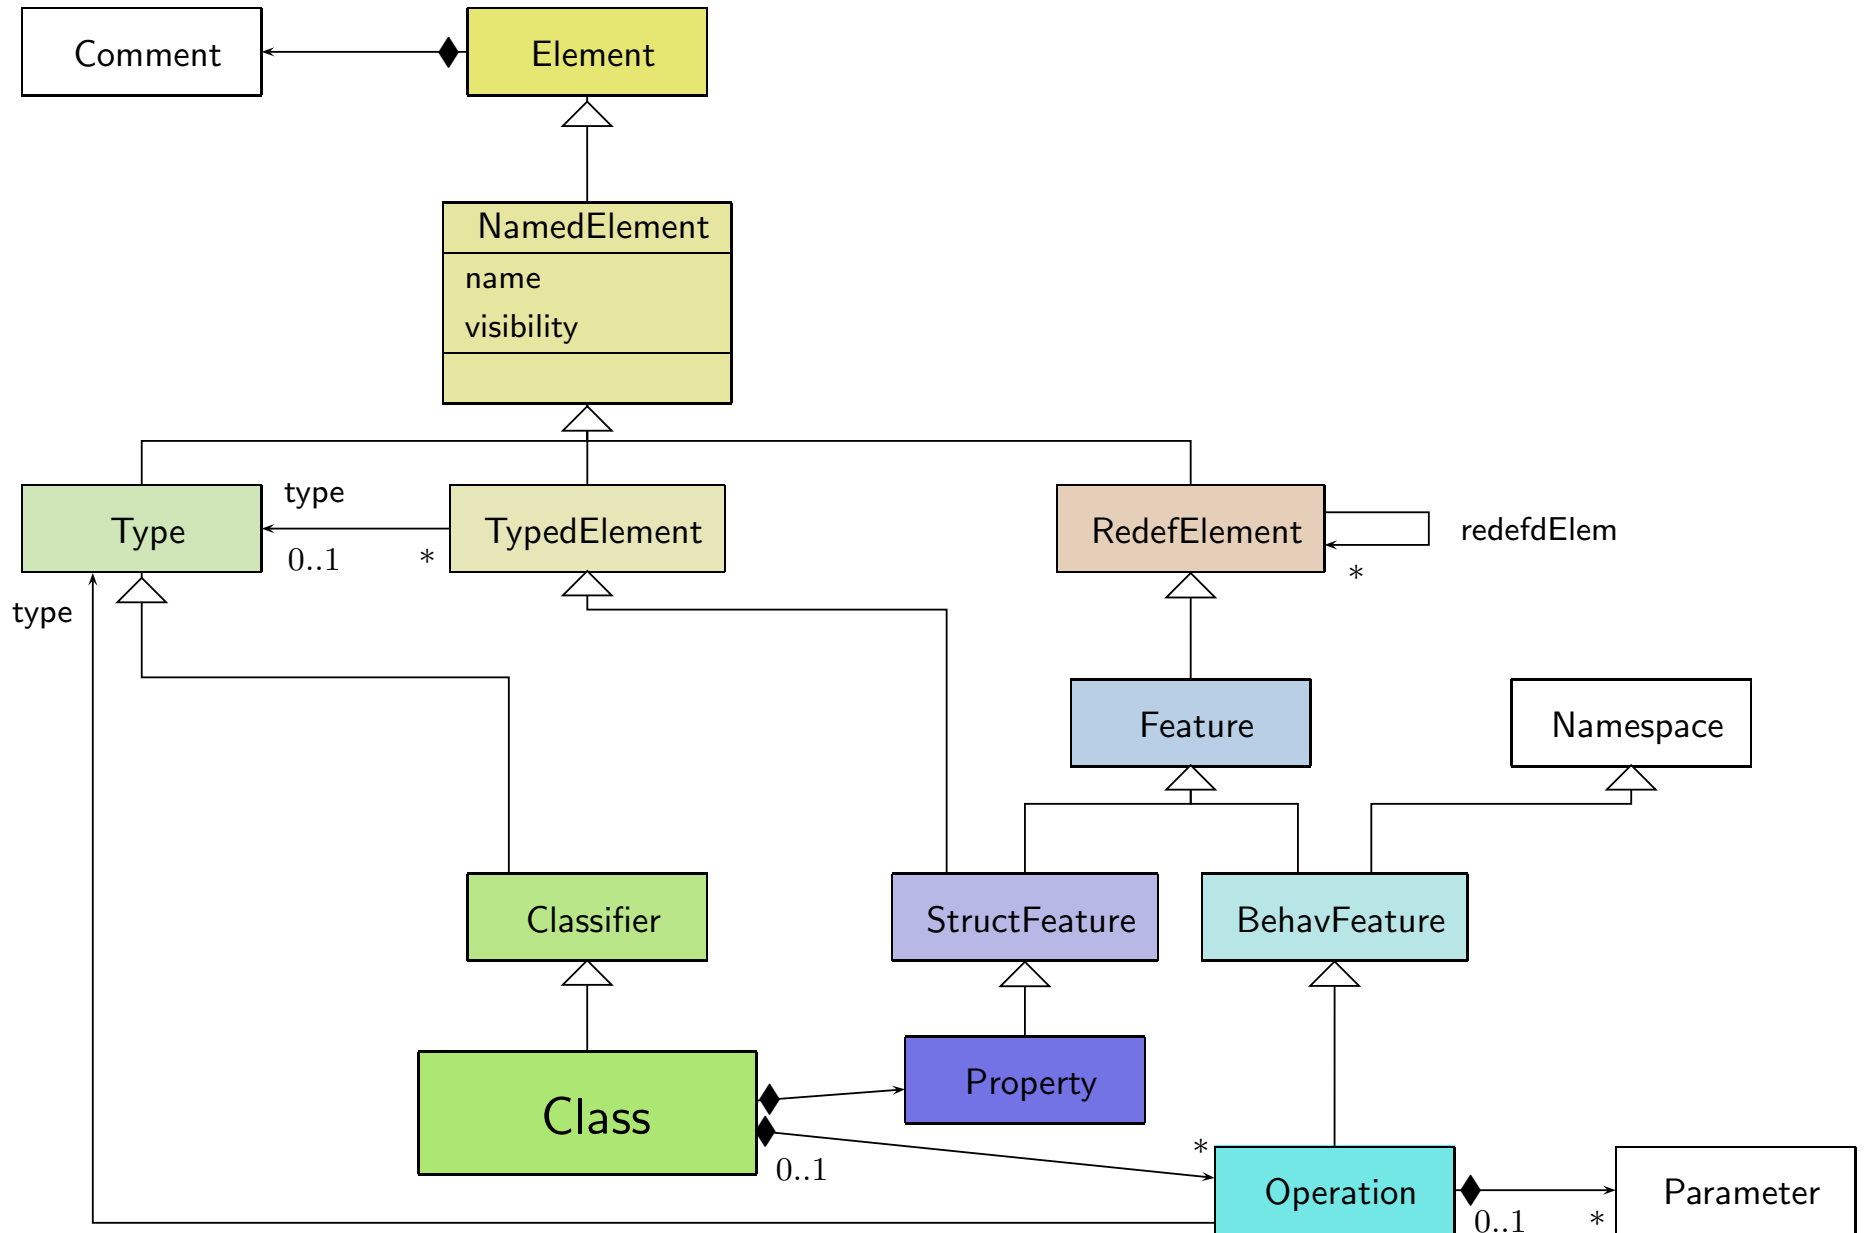 Comment
Element
NamedElement
name
visibility
type
Type
TypedElement
RedefElement
redefdElem
0..1
*
*
type
Feature
Namespace
Classifier
StructFeature
BehavFeature
Property
Class
*
0..1
Operation
Parameter
0..1
*